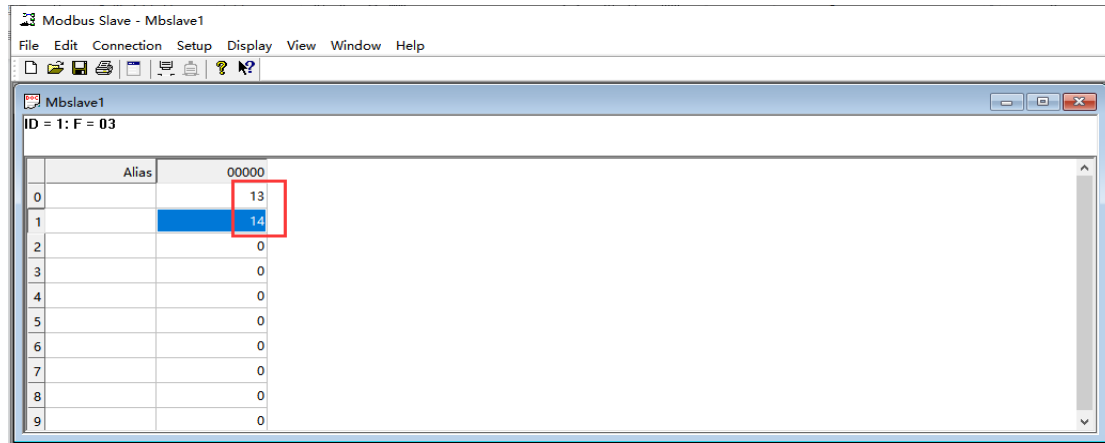 Modbus Slave - Mbslave1
File Edit Connection Setup Display View Window Help
Mbslave1
ID = 1: F = 03
Alias 00000
0 13
1 14
2 0
3 0
4 0
5 0
6 0
7 0
8 0
9 0